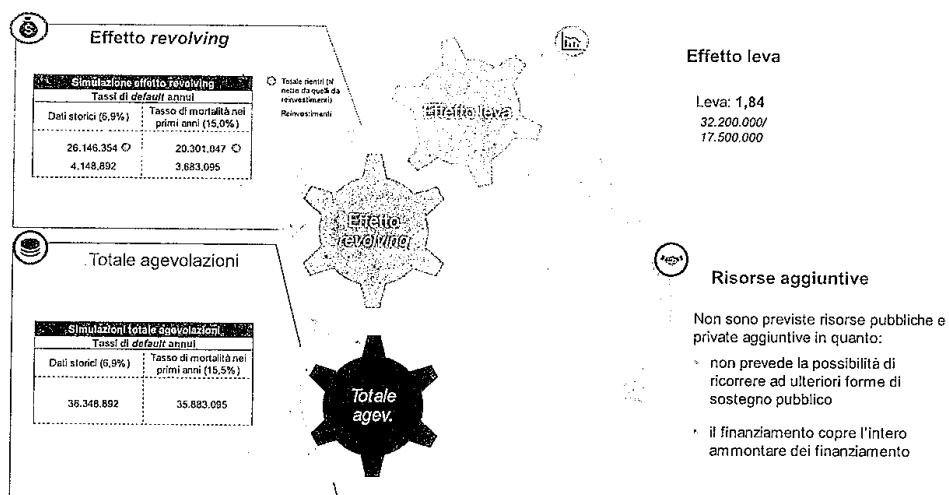 Effetto revolving
Simulazione effetto revolving
Tassi di default annui
Dati storici (6,9%)
Tasso di mortalità nei
primi anni (15,0%)
26.146.354
20.301.047
4.148.892
3.683.095
Totale rientri (al
netto da quelli da
reinvestimenti)
Reinvestimenti
Effetto leva
Effetto
revolving
Totale
agev.
Effetto leva
Leva: 1,84
32.200.000/
17.500.000
Totale agevolazioni
Simulazioni totale agevolazioni
Tassi di default annui
Dati storici (6,9%)
Tasso di mortalità nei
primi anni (15,5%)
36.348.892
35.883.095
Risorse aggiuntive
Non sono previste risorse pubbliche e
private aggiuntive in quanto:
non prevede la possibilità di
ricorrere ad ulteriori forme di
sostegno pubblico
il finanziamento copre l'intero
ammontare dei finanziamento